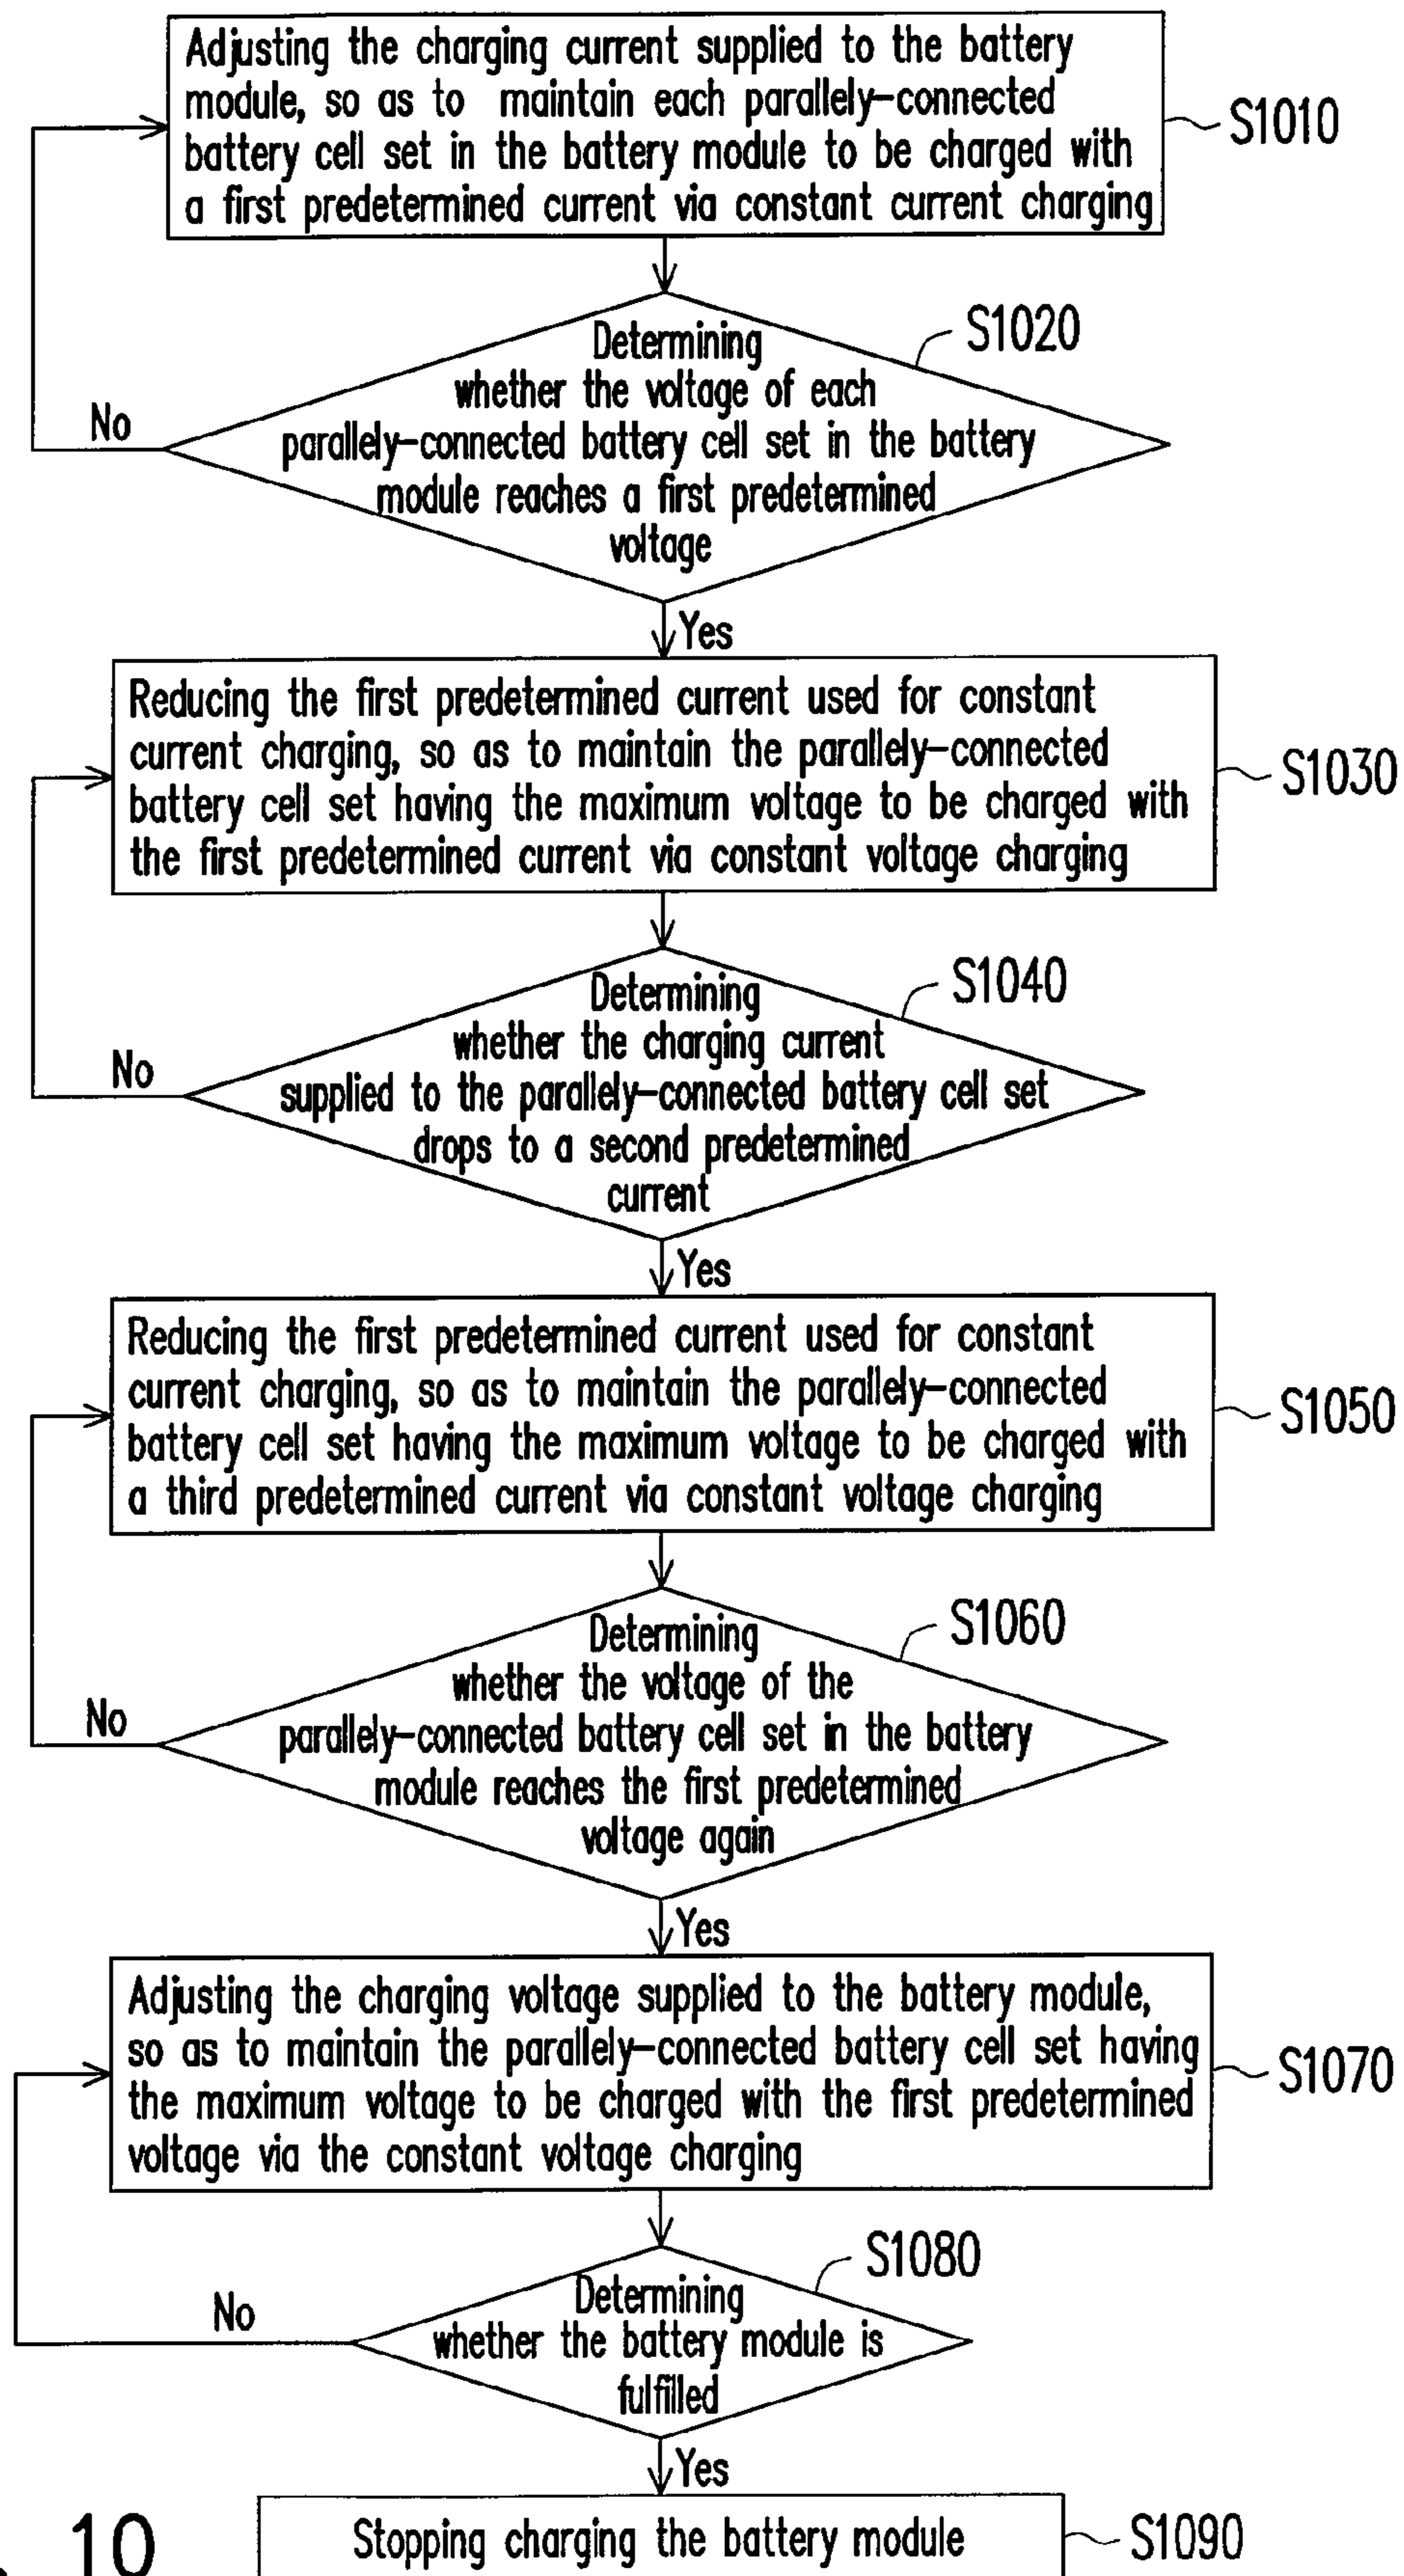 Adjusting the charging current supplied to the battery
module, so as to maintain each parallely-connected
battery cell set in the battery module to be charged with
a first predetermined current via constant current charging
S1010
Determining
whether the voltage of each
parallely-connected battery cell set in the battery
module reaches a first predetermined
voltage
S1020
No
Yes
Reducing the first predetermined current used for constant
current charging, so as to maintain the parallely-connected
battery cell set having the maximum voltage to be charged with
the first predetermined current via constant voltage charging
S1030
Determining
whether the charging current
supplied to the parallely-connected battery cell set
drops to a second predetermined
current
S1040
No
Yes
Reducing the first predetermined current used for constant
current charging, so as to maintain the parallely-connected
battery cell set having the maximum voltage to be charged with
a third predetermined current via constant voltage charging
S1050
Determining
whether the voltage of the
parallely-connected battery cell set in the battery
module reaches the first predetermined
voltage again
S1060
No
Yes
Adjusting the charging voltage supplied to the battery module,
so as to maintain the parallely-connected battery cell set having
the maximum voltage to be charged with the first predetermined
voltage via the constant voltage charging
S1070
Determining
whether the battery module is
fulfilled
S1080
No
Yes
Stopping charging the battery module
S1090
10